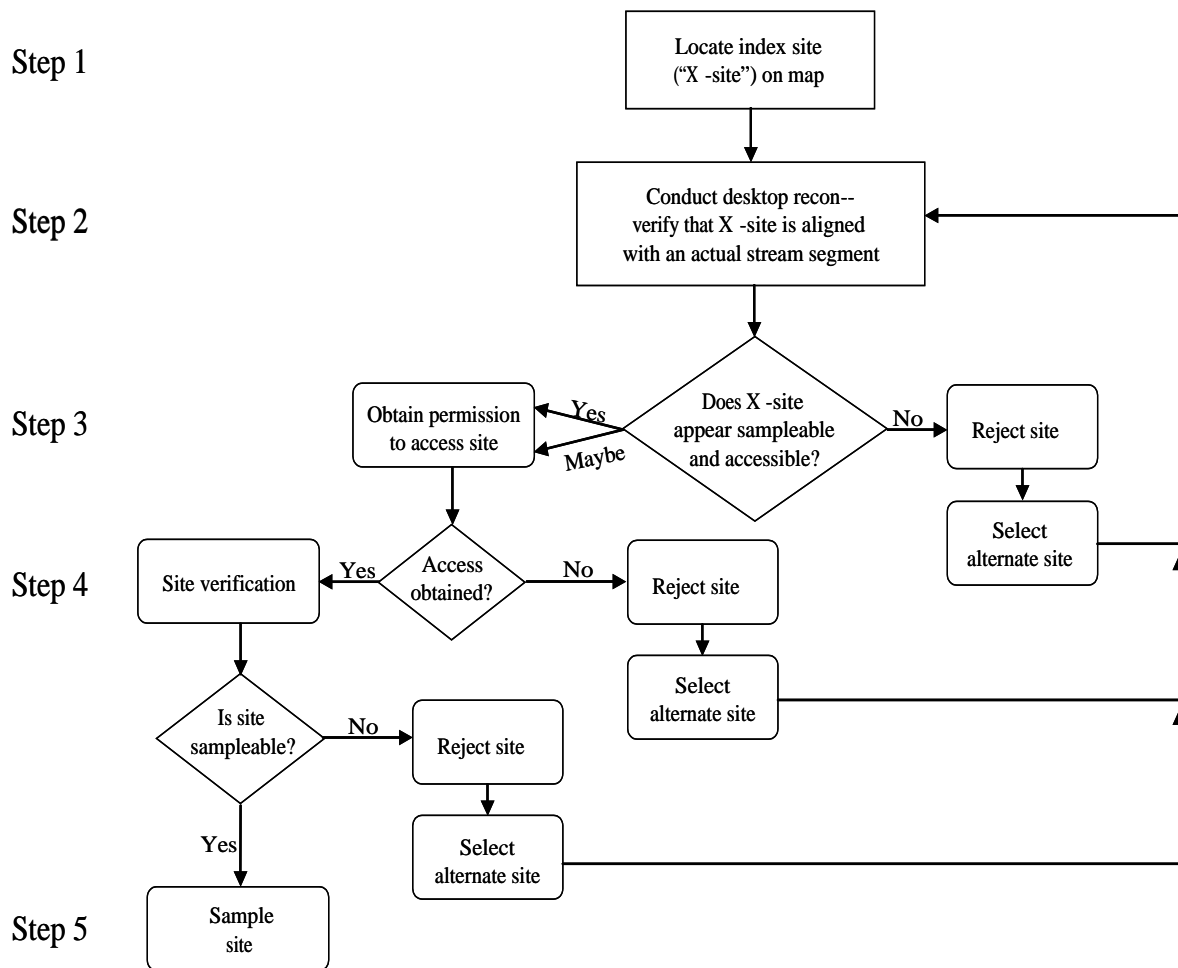 Step 1
Locate index site
(“X -site”) on map
Step 2
Conduct desktop recon--
verify that X -site is aligned
with an actual stream segment
Step 3
Obtain permission
to access site
Yes
Maybe
Does X -site
appear sampleable
and accessible?
No
Reject site
Select
alternate site
Step 4
Site verification
Yes
Access
obtained?
No
Reject site
Select
alternate site
Is site
sampleable?
No
Reject site
Select
alternate site
Yes
Step 5
Sample
site